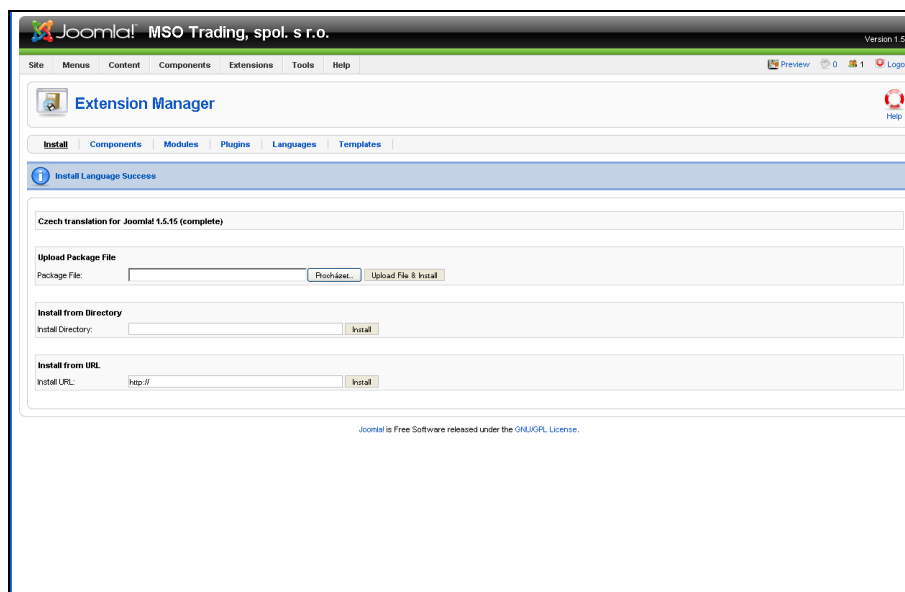 Joomla! MSO Trading, spol. s r.o.
Version 1.5
Site Menus Content Components Extensions Tools Help Preview 0 1 Logo
Extension Manager
Help
Install Components Modules Plugins Languages Templates
Install Language Success
Czech translation for Joomla! 1.5.15 (complete)
Upload Package File
Package File: Procházet... Upload File & Install
Install from Directory
Install Directory: Install
Install from URL
Install URL: http:// Install
Joomla! is Free Software released under the GNU/GPL License.